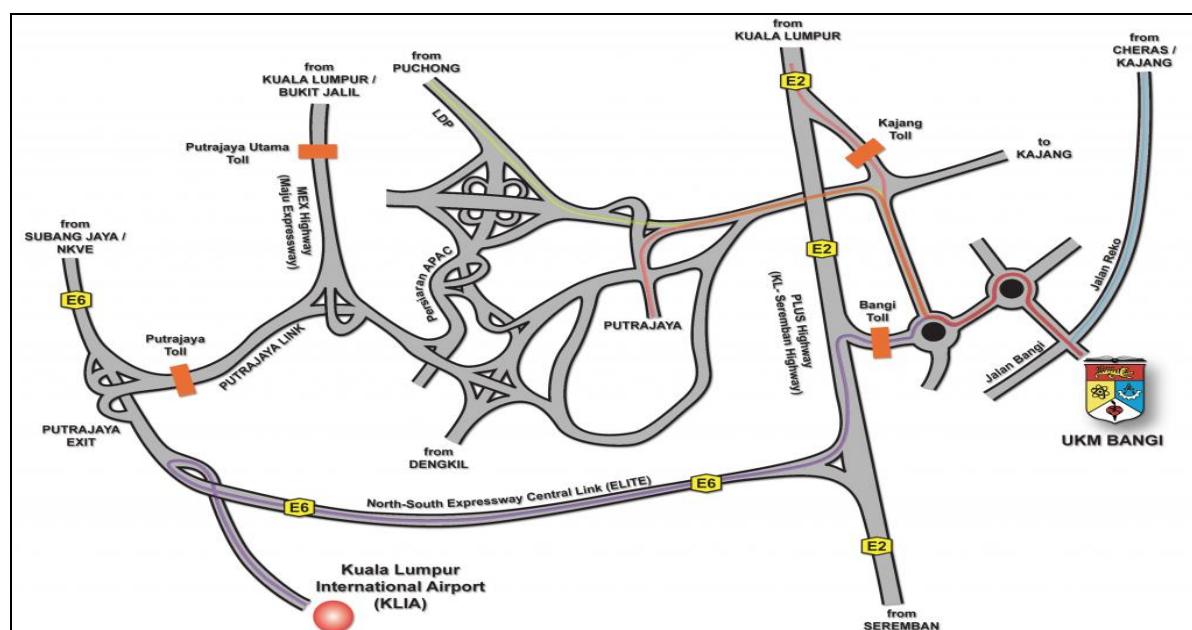 from
KUALA LUMPUR
from
CHERAS /
KAJANG
from
PUCHONG
from
KUALA LUMPUR /
BUKIT JALIL
E2
LDP
Kajang
Toll
to
KAJANG
Putrajaya Utama
Toll
MEX Highway
(Maju Expressway)
from
SUBANG JAYA /
NKVE
E2
Jalan Reko
Persiaran APAC
E6
PUTRAJAYA
PLUS Highway
(KL- Seremban Highway)
Bangi
Toll
Putrajaya
Toll
PUTRAJAYA LINK
Jalan Bangi
PUTRAJAYA
EXIT
UKM BANGI
from
DENGKIL
North-South Expressway Central Link (ELITE)
E6
E6
E2
Kuala Lumpur
International Airport
(KLIA)
from
SEREMBAN